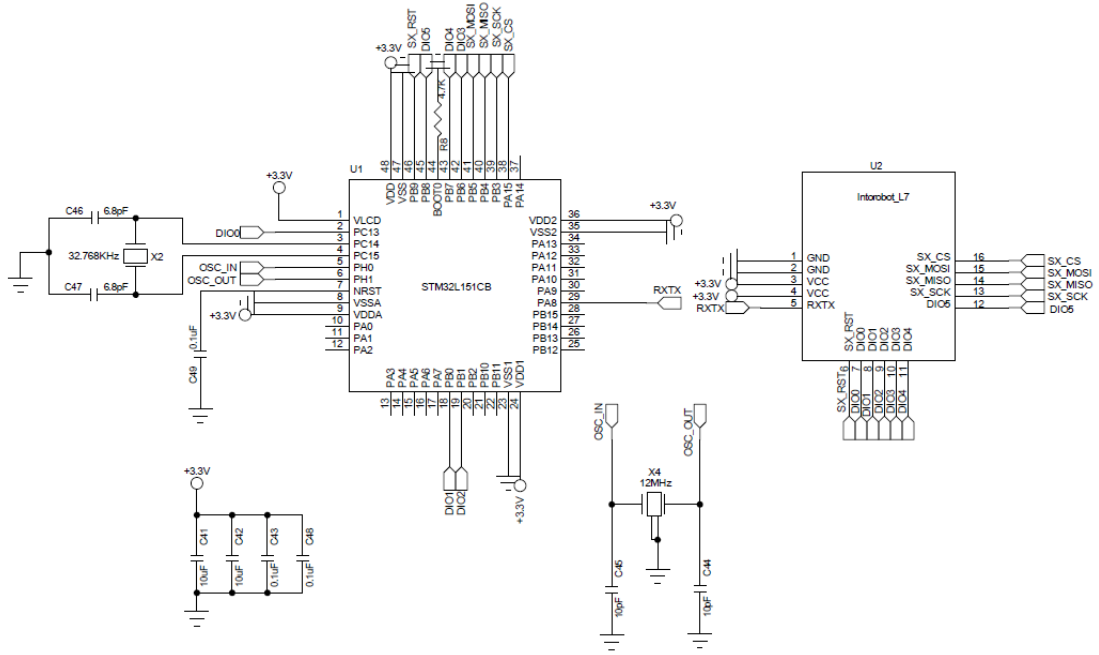 +3.3V
SX_RST
DIO5
DIO4
DIO3
SX_MOSI
SX_MISO
SX_SCK
SX_CS
4.7K
R8
U1
48
47
46
45
44
43
42
41
40
39
38
37
VDD
VSS
PB9
PB8
BOOT0
PB7
PB6
PB5
PB4
PB3
PA15
PA14
+3.3V
1 VLCD
DIO0 2 PC13
3 PC14
4 PC15
OSC_IN 5 PH0
OSC_OUT 6 PH1
7 NRST
8 VSSA
+3.3V 9 VDDA
10 PA0
11 PA1
12 PA2
C46 6.8pF
32.768KHz X2
C47 6.8pF
0.1uF
C49
STM32L151CB
VDD2 36 +3.3V
VSS2 35
PA13 34
PA12 33
PA11 32
PA10 31
PA9 30
PA8 29 RXTX
PB15 28
PB14 27
PB13 26
PB12 25
PA3
PA4
PA5
PA6
PA7
PB0
PB1
PB2
PB10
PB11
VSS1
VDD1
13
14
15
16
17
18
19
20
21
22
23
24
DIO1
DIO2
+3.3V
U2
Intorobot_L7
1 GND
2 GND
+3.3V 3 VCC
+3.3V 4 VCC
RXTX 5 RXTX
SX_CS 16 SX_CS
SX_MOSI 15 SX_MOSI
SX_MISO 14 SX_MISO
SX_SCK 13 SX_SCK
DIO5 12 DIO5
SX_RST
DIO0
DIO1
DIO2
DIO3
DIO4
6
7
8
9
10
11
SX_RST
DIO0
DIO1
DIO2
DIO3
DIO4
+3.3V
C41
10uF
C42
10uF
C43
0.1uF
C48
0.1uF
OSC_IN
OSC_OUT
X4
12MHz
C45
10pF
C44
10pF